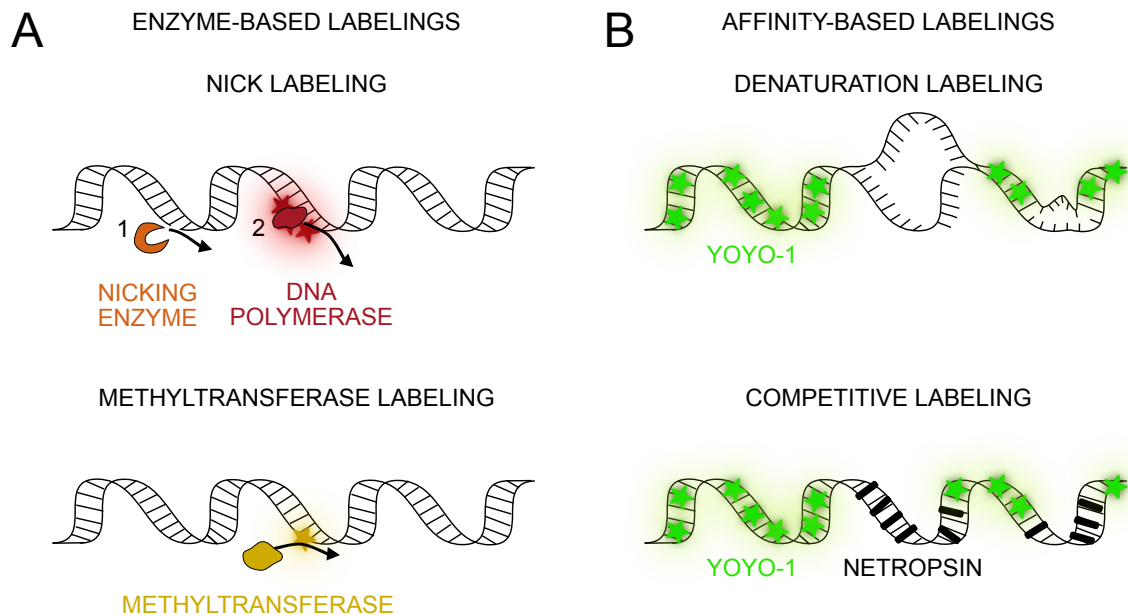 A
ENZYME-BASED LABELINGS
NICK LABELING
1
2
NICKING
ENZYME
DNA
POLYMERASE
METHYLTRANSFERASE LABELING
METHYLTRANSFERASE
B
AFFINITY-BASED LABELINGS
DENATURATION LABELING
YOYO-1
COMPETITIVE LABELING
YOYO-1
NETROPSIN